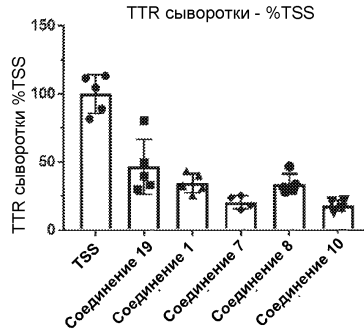 TTR сыворотки - %TSS
TTR сыворотки %TSS
150
100
50
0
TSS
Соединение 19
Соединение 1
Соединение 7
Соединение 8
Соединение 10